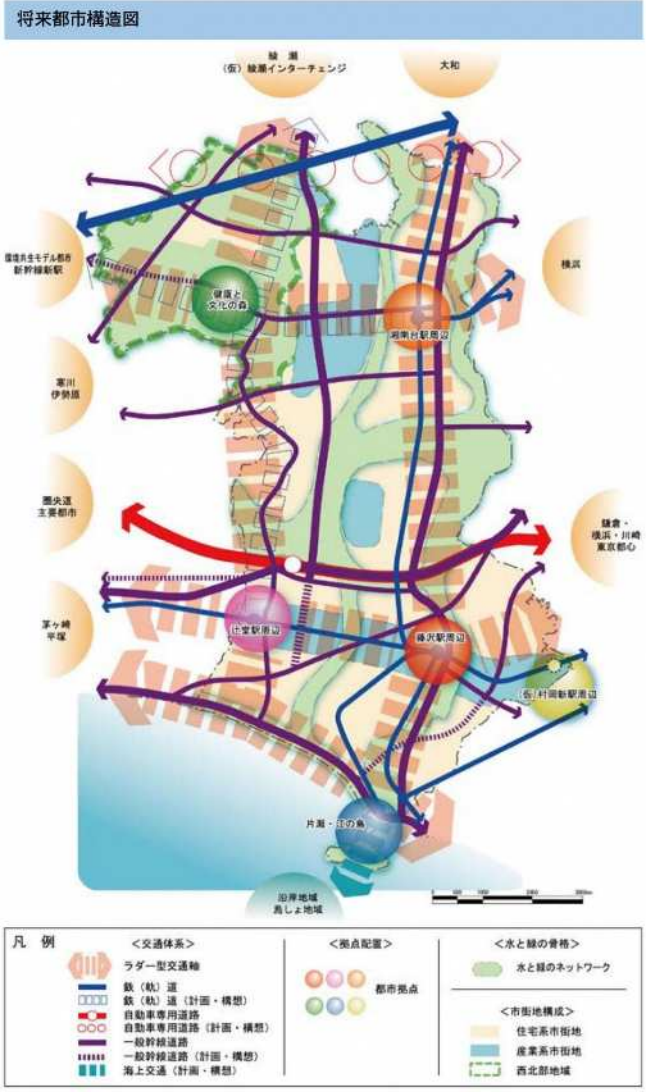 将来都市構造図
綾瀬
(仮)綾瀬インターチェンジ
大和
環境共生モデル都市
新幹線新駅
健康と
文化の森
横浜
湘南台駅周辺
寒川
伊勢原
圏央道
主要都市
鎌倉・
横浜・川崎
東京都心
茅ヶ崎
平塚
辻堂駅周辺
藤沢駅周辺
(仮)村岡新駅周辺
片瀬・江の島
沿岸地域
島しょ地域
0 500 1000 2000 3000m
凡 例
<交通体系>
ラダー型交通軸
鉄(軌)道
鉄(軌)道(計画・構想)
自動車専用道路
自動車専用道路(計画・構想)
一般幹線道路
一般幹線道路(計画・構想)
海上交通(計画・構想)
<拠点配置>
都市拠点
<水と緑の骨格>
水と緑のネットワーク
<市街地構成>
住宅系市街地
産業系市街地
西北部地域